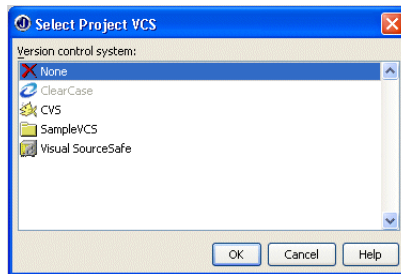 Select Project VCS
Version control system:
None
ClearCase
CVS
SampleVCS
Visual SourceSafe
OK Cancel Help